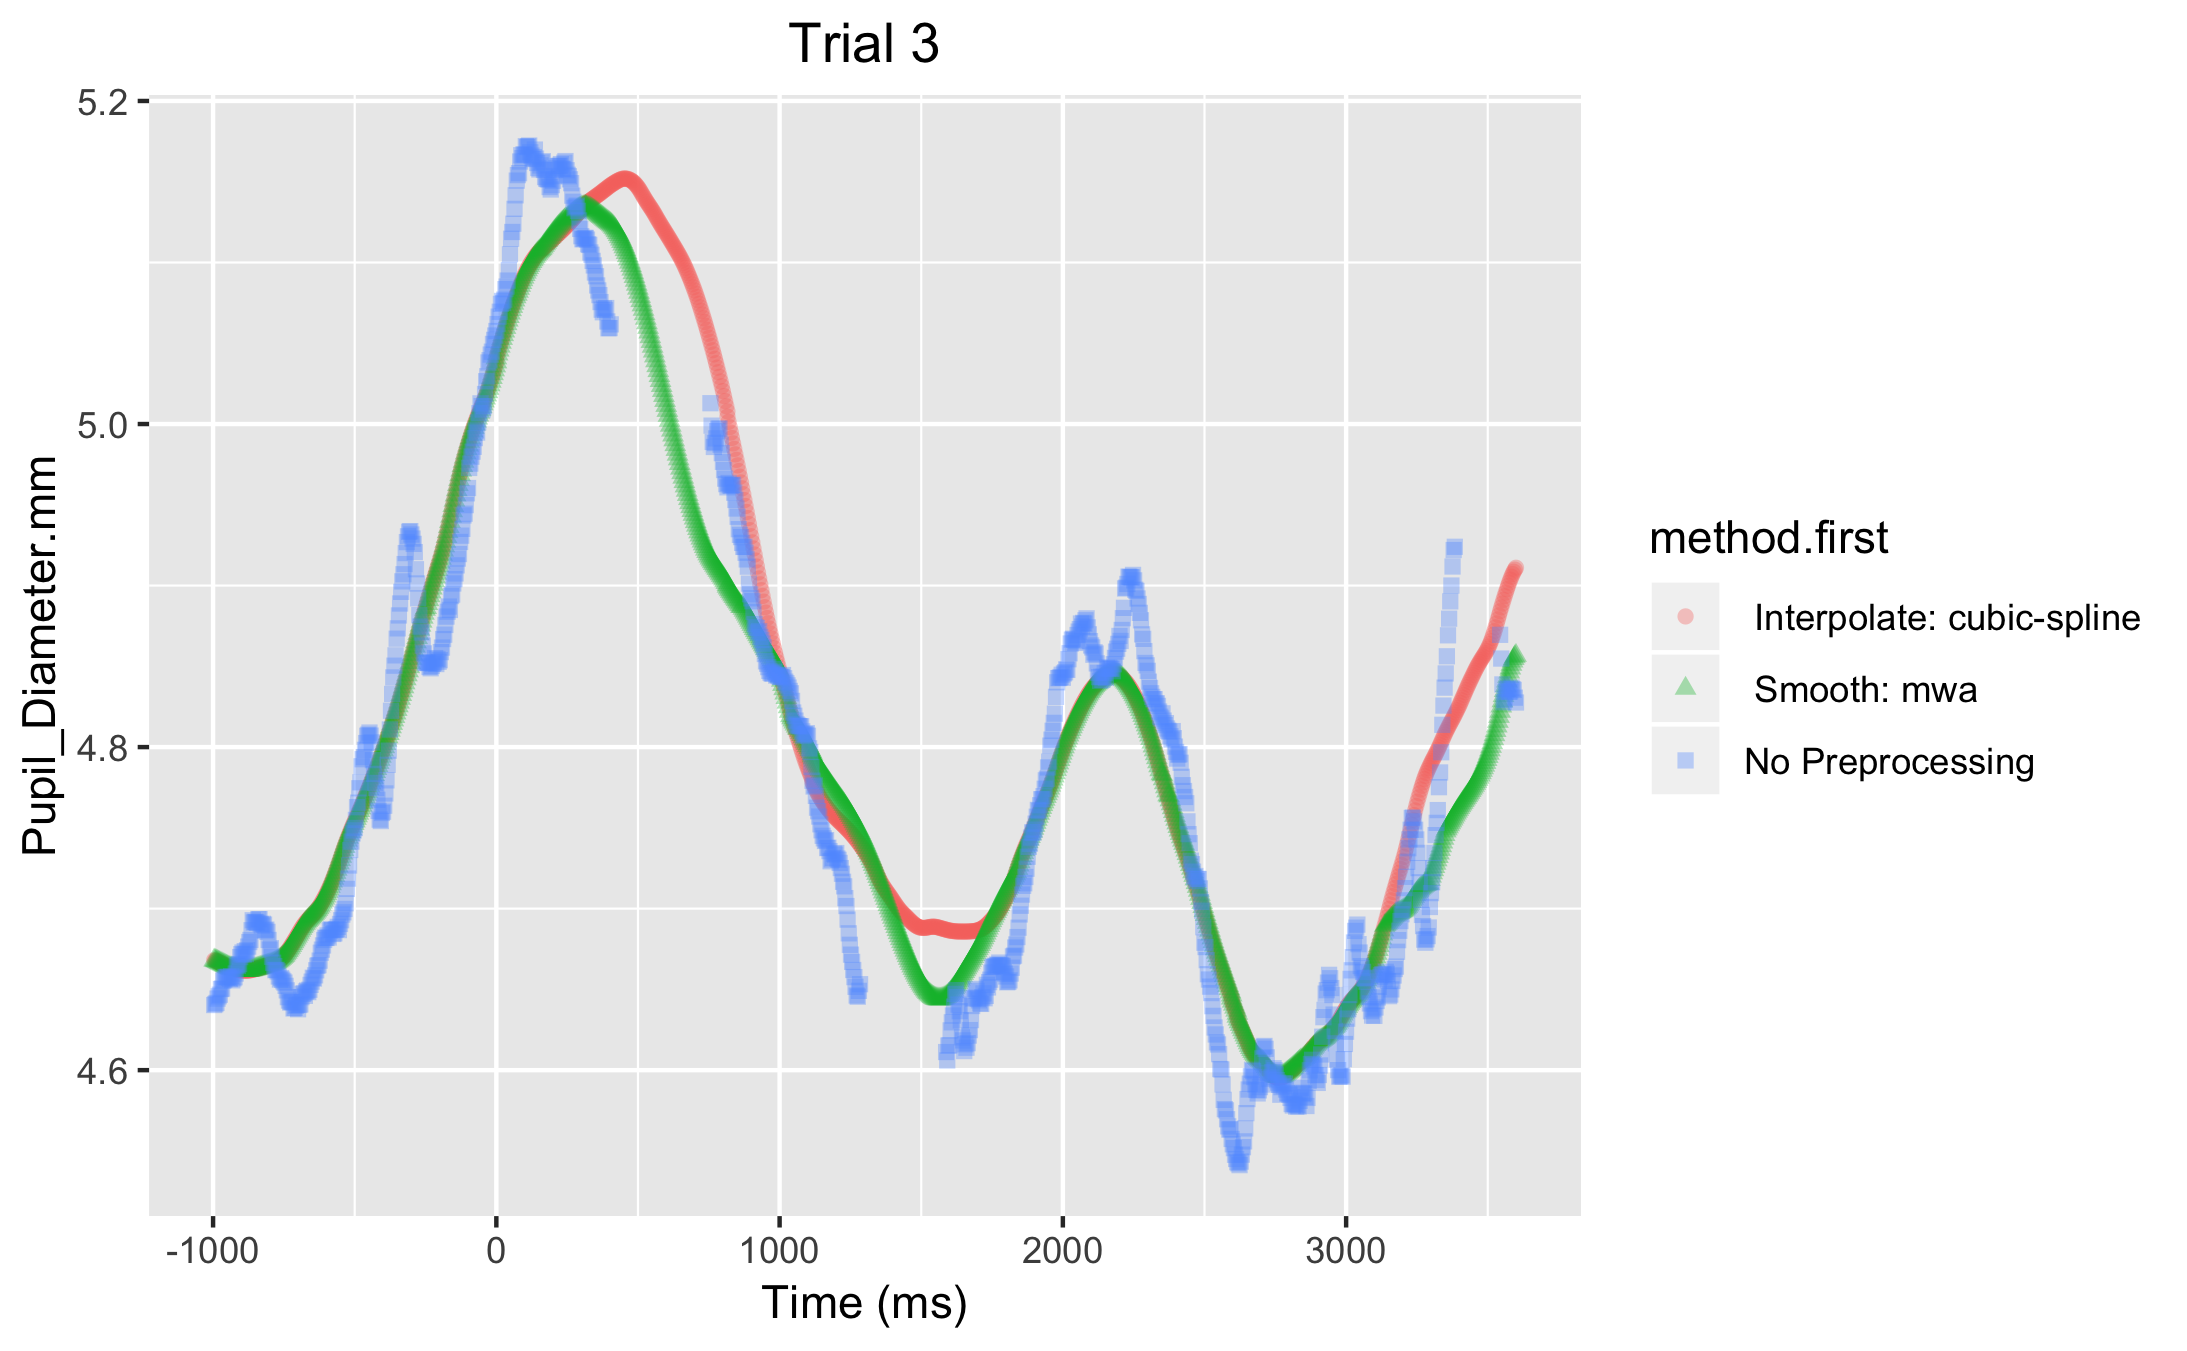 Trial 3
5.2
5.0
4.8
4.6
Pupil_Diameter.mm
-1000 0 1000 2000 3000
Time (ms)
method.first
Interpolate: cubic-spline
Smooth: mwa
No Preprocessing